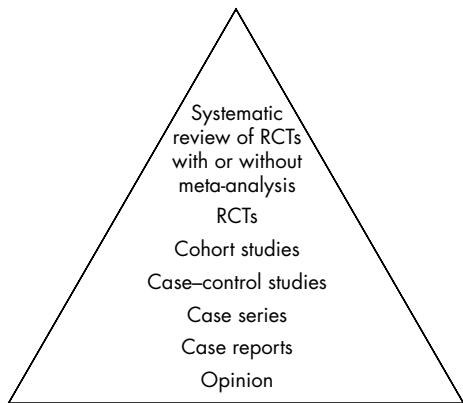 Systematic
review of RCTs
with or without
meta-analysis
RCTs
Cohort studies
Case–control studies
Case series
Case reports
Opinion